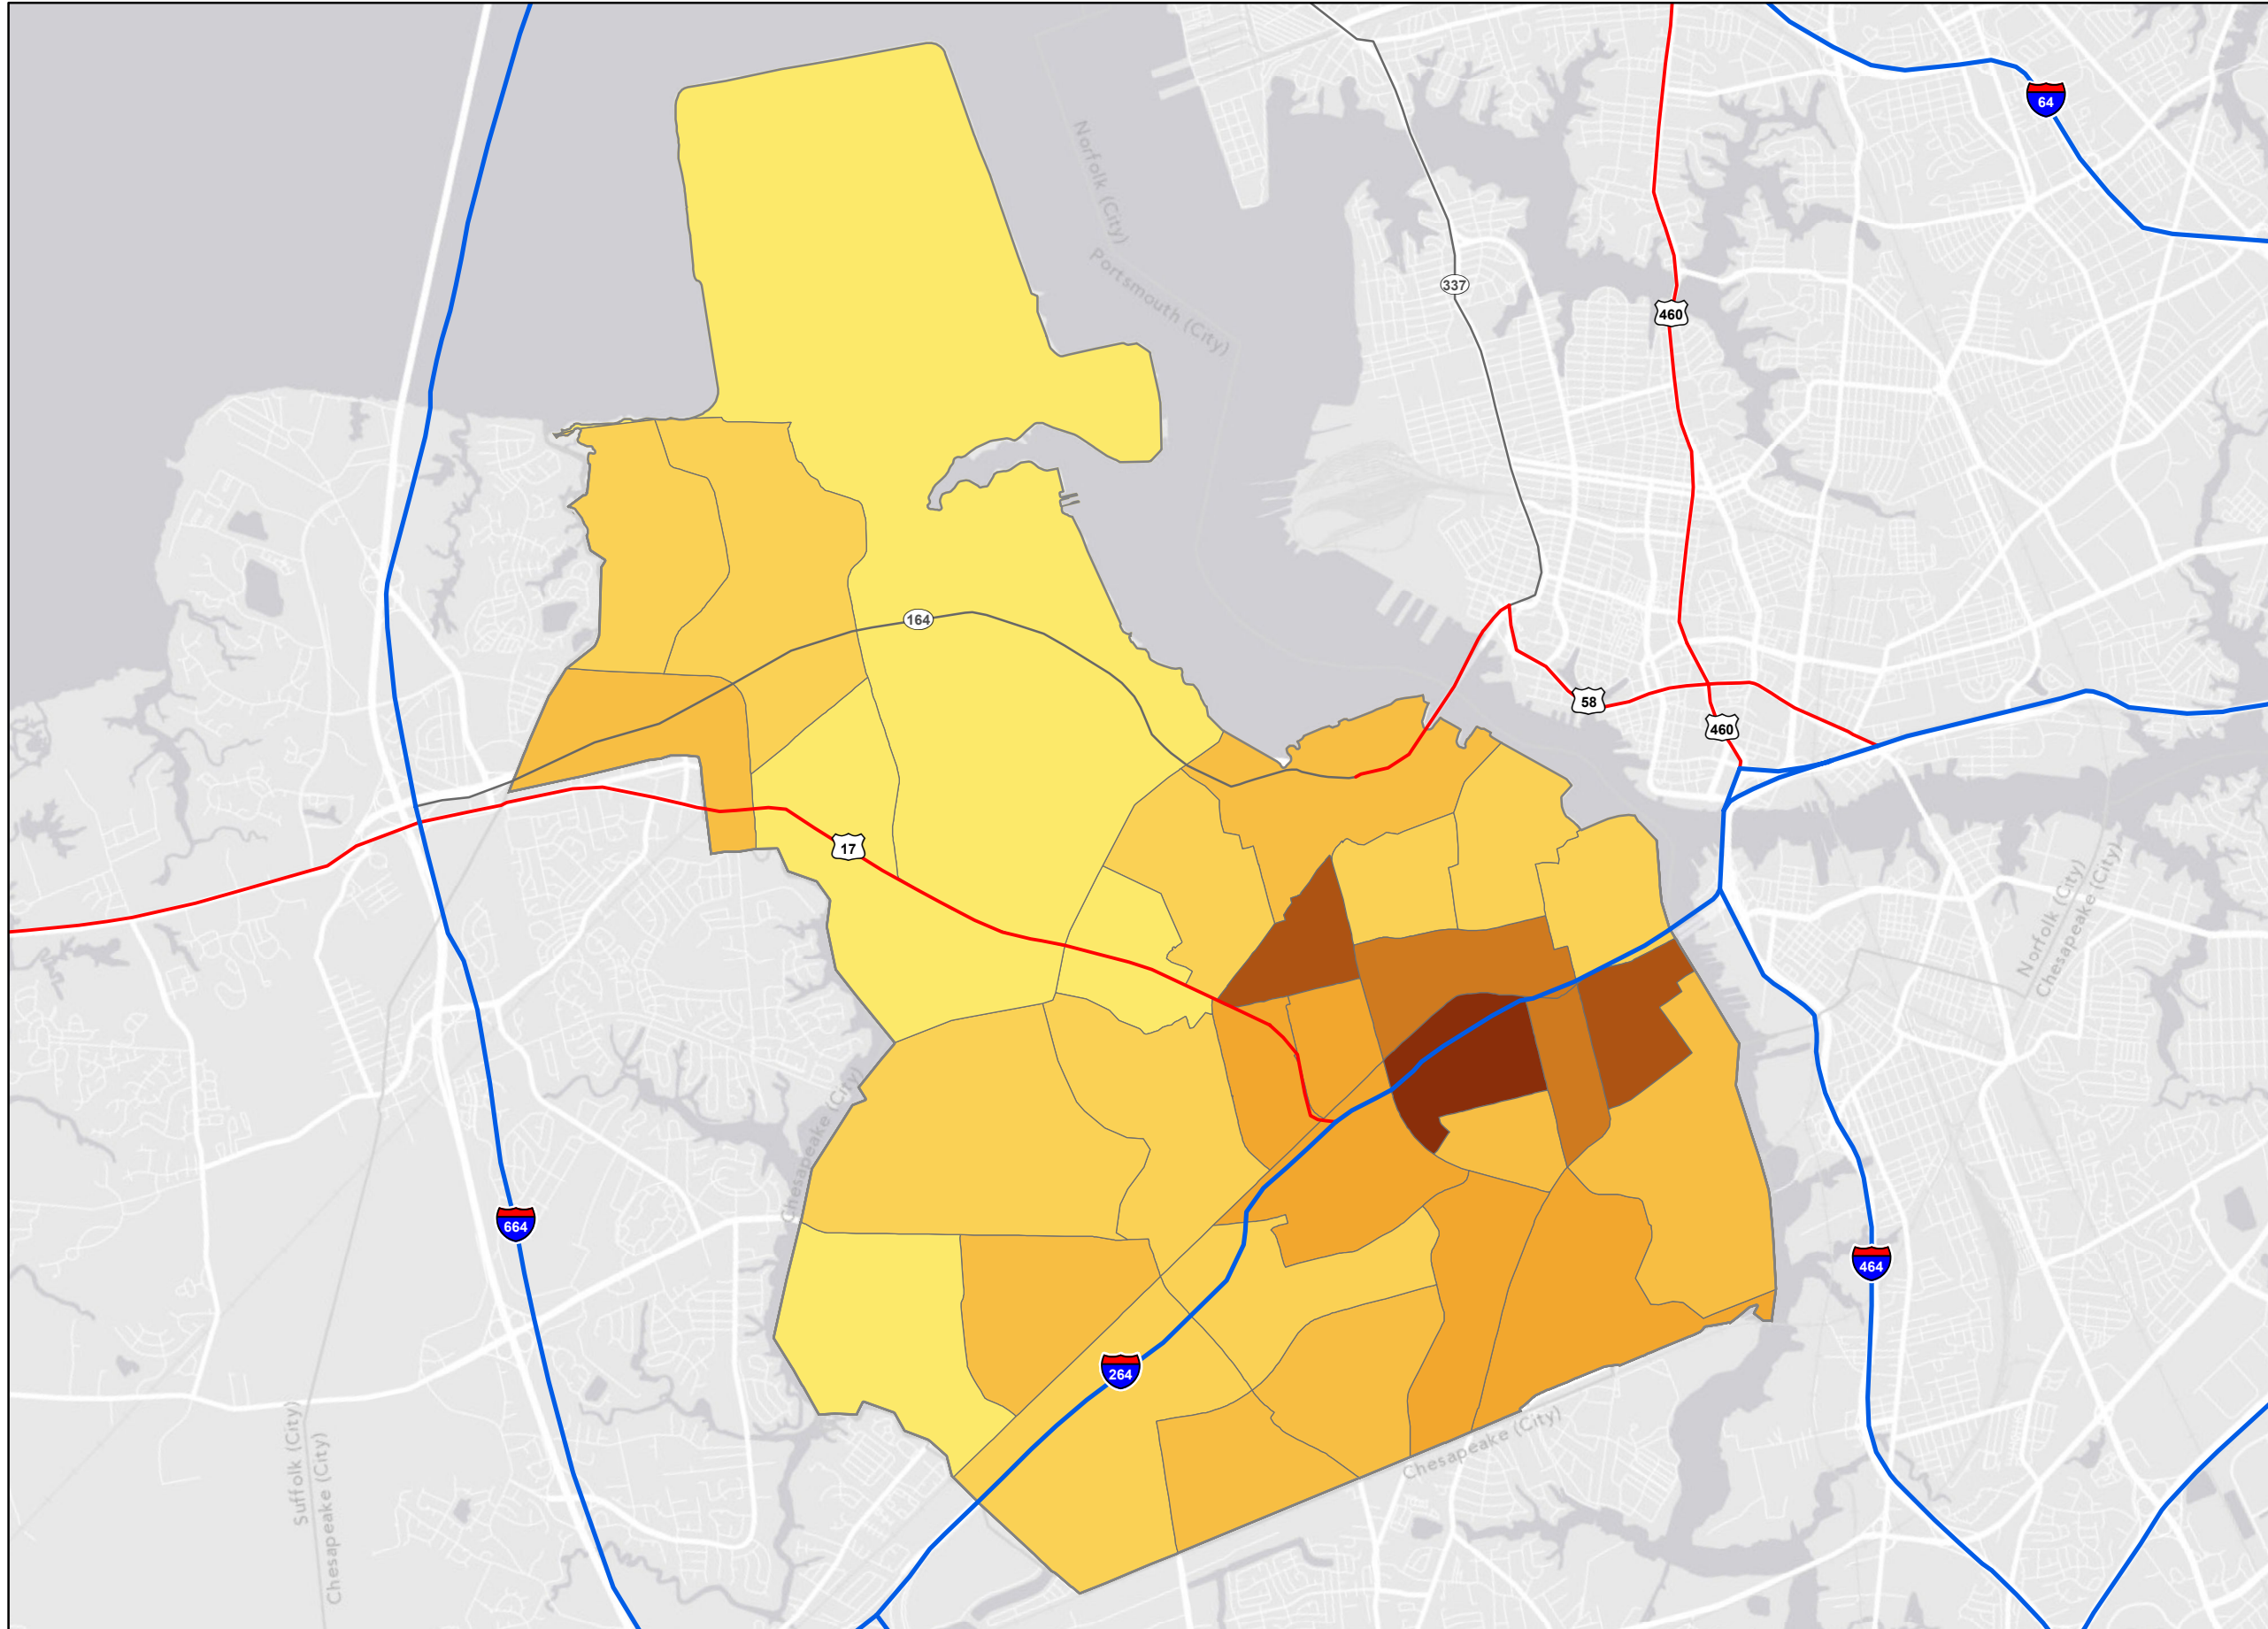 64
Norfolk (City)
Portsmouth (City)
337
460
164
58
460
17
Norfolk (City)
Chesapeake (City)
Chesapeake (City)
664
464
264
Suffolk (City)
Chesapeake (City)
Chesapeake (City)